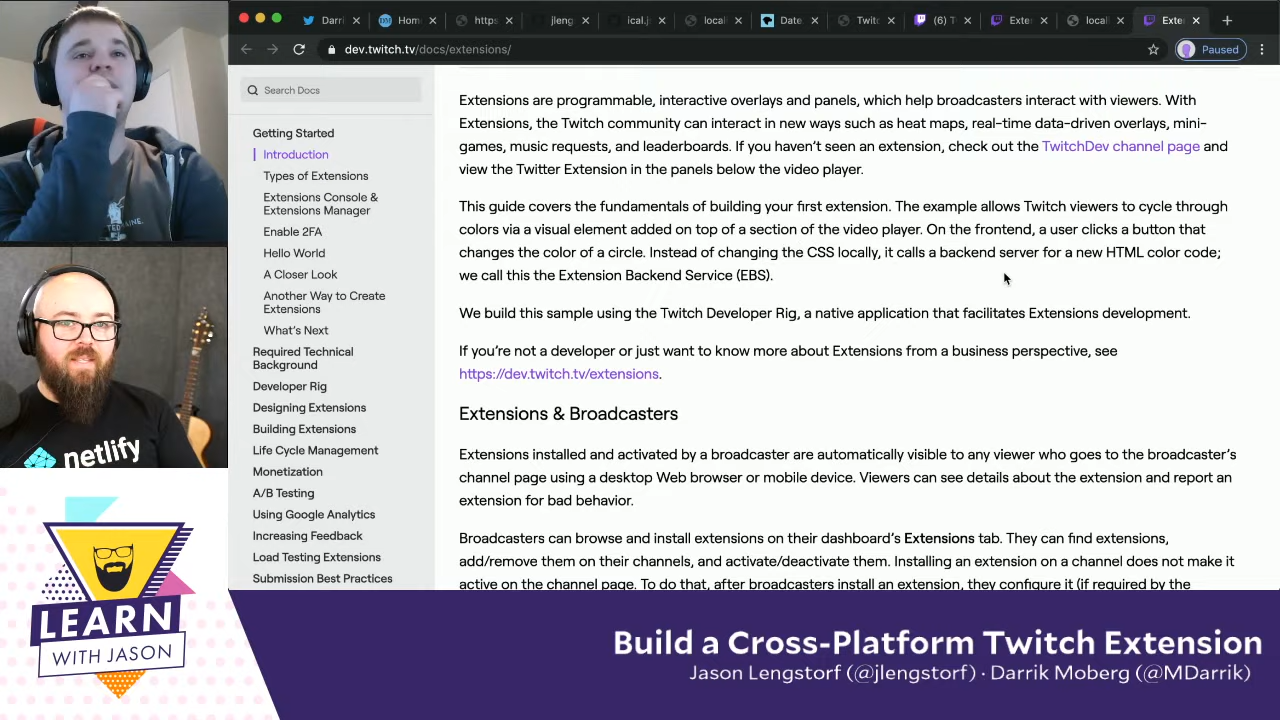 Darri
Hom
https
jleng
ical.js
locali
Date
Twitc
(6) T
Exte
locali
Exte
dev.twitch.tv/docs/extensions/
Paused
Search Docs
Getting Started
Introduction
Types of Extensions
Extensions Console &
Extensions Manager
Enable 2FA
Hello World
A Closer Look
Another Way to Create
Extensions
What's Next
Required Technical
Background
Developer Rig
Designing Extensions
Building Extensions
Life Cycle Management
Monetization
A/B Testing
Using Google Analytics
Increasing Feedback
Load Testing Extensions
Submission Best Practices
Extensions are programmable, interactive overlays and panels, which help broadcasters interact with viewers. With
Extensions, the Twitch community can interact in new ways such as heat maps, real-time data-driven overlays, mini-
games, music requests, and leaderboards. If you haven't seen an extension, check out the TwitchDev channel page and
view the Twitter Extension in the panels below the video player.
This guide covers the fundamentals of building your first extension. The example allows Twitch viewers to cycle through
colors via a visual element added on top of a section of the video player. On the frontend, a user clicks a button that
changes the color of a circle. Instead of changing the CSS locally, it calls a backend server for a new HTML color code;
we call this the Extension Backend Service (EBS).
We build this sample using the Twitch Developer Rig, a native application that facilitates Extensions development.
If you're not a developer or just want to know more about Extensions from a business perspective, see
https://dev.twitch.tv/extensions.
Extensions & Broadcasters
Extensions installed and activated by a broadcaster are automatically visible to any viewer who goes to the broadcaster's
channel page using a desktop Web browser or mobile device. Viewers can see details about the extension and report an
extension for bad behavior.
Broadcasters can browse and install extensions on their dashboard's Extensions tab. They can find extensions,
add/remove them on their channels, and activate/deactivate them. Installing an extension on a channel does not make it
active on the channel page. To do that, after broadcasters install an extension, they configure it (if required by the
netlify
LEARN
WITH JASON
Build a Cross-Platform Twitch Extension
Jason Lengstorf (@jlengstorf) · Darrik Moberg (@MDarrik)